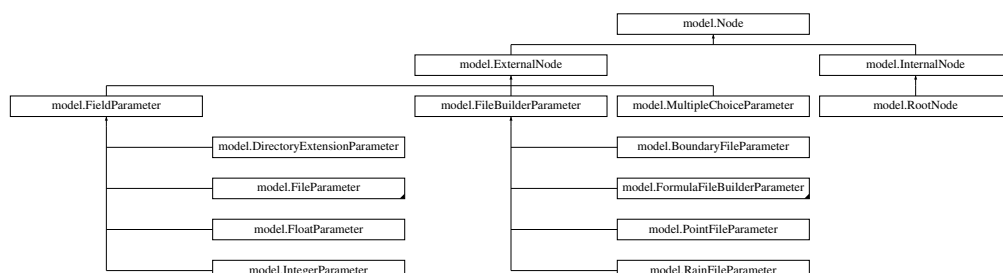 model.Node
model.ExternalNode
model.InternalNode
model.FieldParameter
model.FileBuilderParameter
model.MultipleChoiceParameter
model.RootNode
model.DirectoryExtensionParameter
model.BoundaryFileParameter
model.FileParameter
model.FormulaFileBuilderParameter
model.FloatParameter
model.PointFileParameter
model.IntegerParameter
model.RainFileParameter